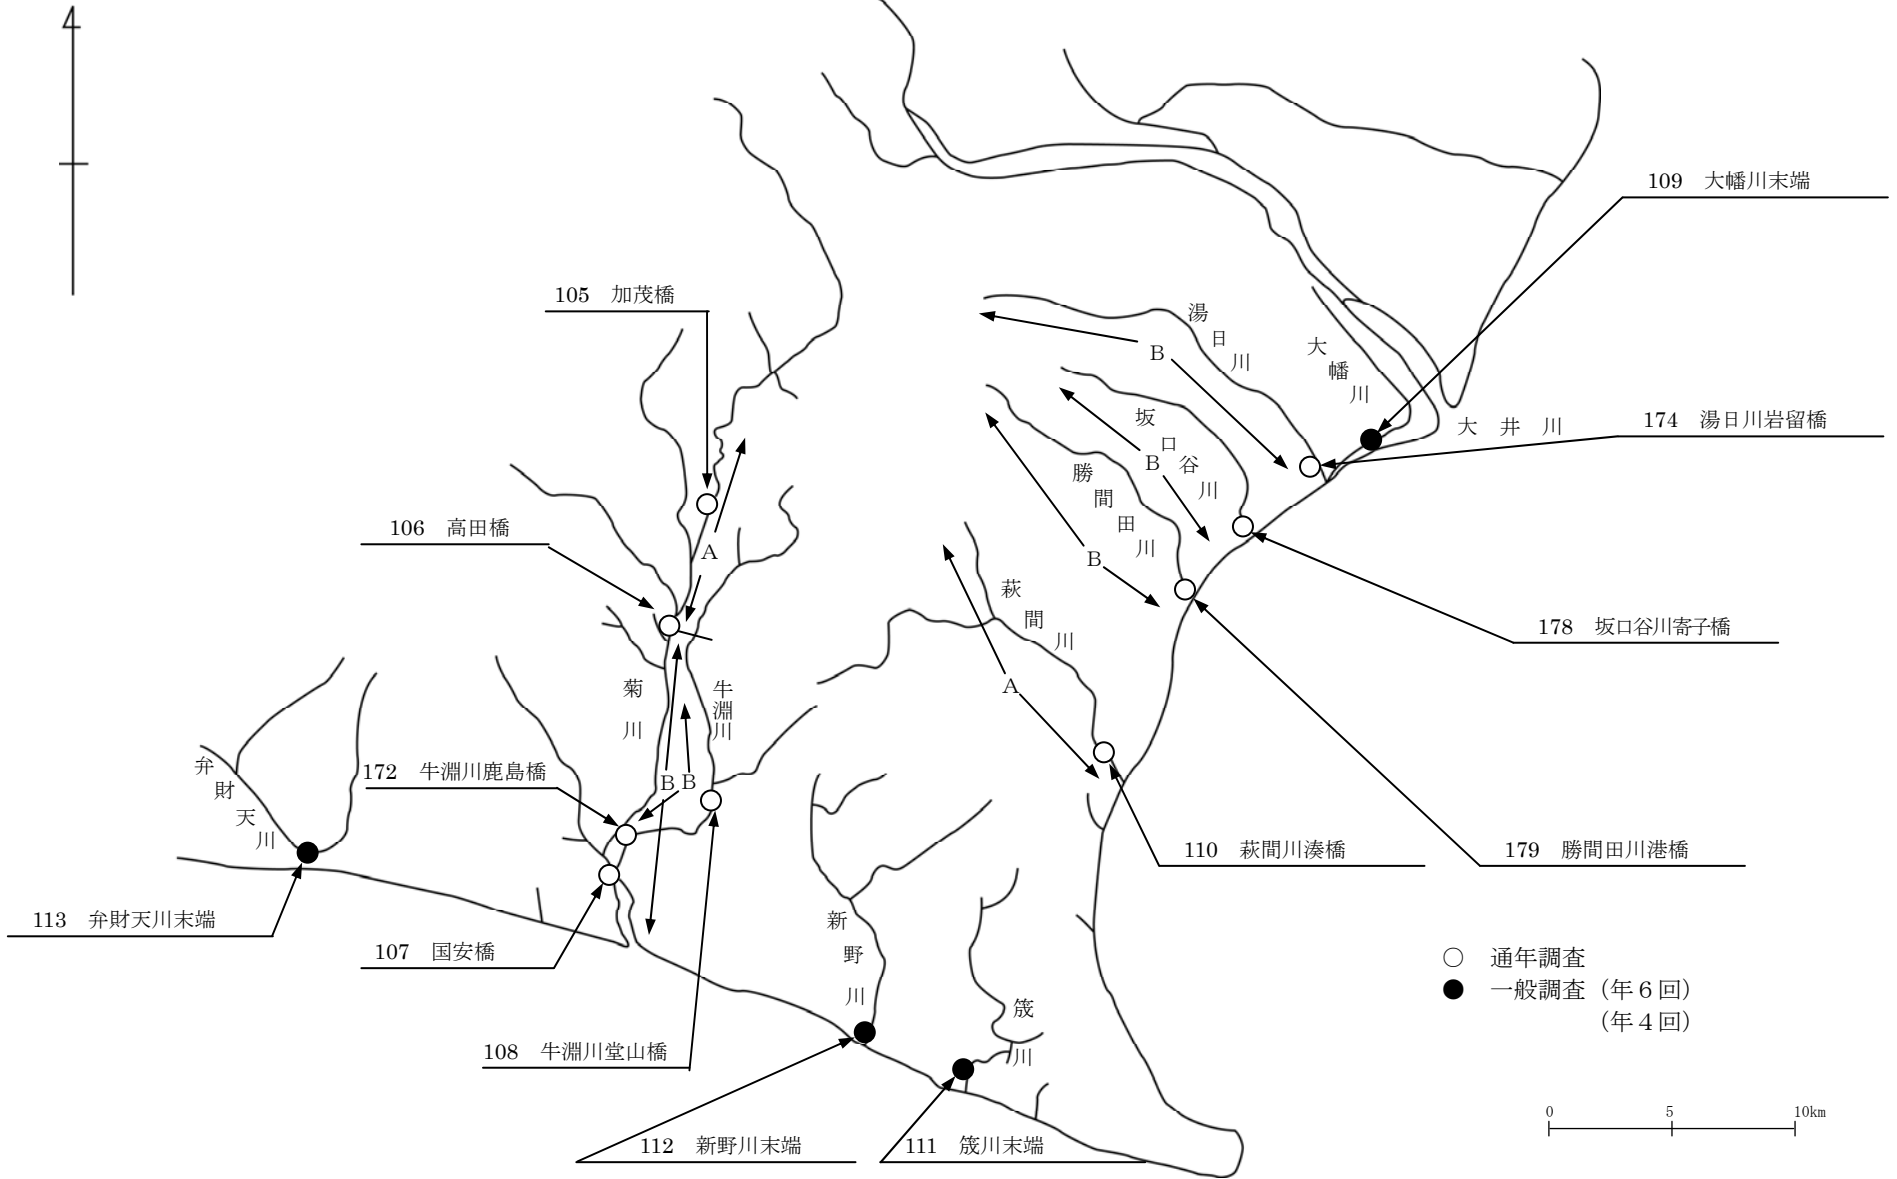 109 大幡川末端
105 加茂橋
湯日川
B
大幡川
174 湯日川岩留橋
大井川
坂口谷川
B
勝間田川
106 高田橋
A
B
萩間川
178 坂口谷川寄子橋
菊川
牛淵川
A
弁財天川
172 牛淵川鹿島橋
B
B
110 萩間川湊橋
179 勝間田川港橋
113 弁財天川末端
107 国安橋
新野川
○ 通年調査
● 一般調査(年6回)
(年4回)
筬川
108 牛淵川堂山橋
0 5 10km
112 新野川末端
111 筬川末端